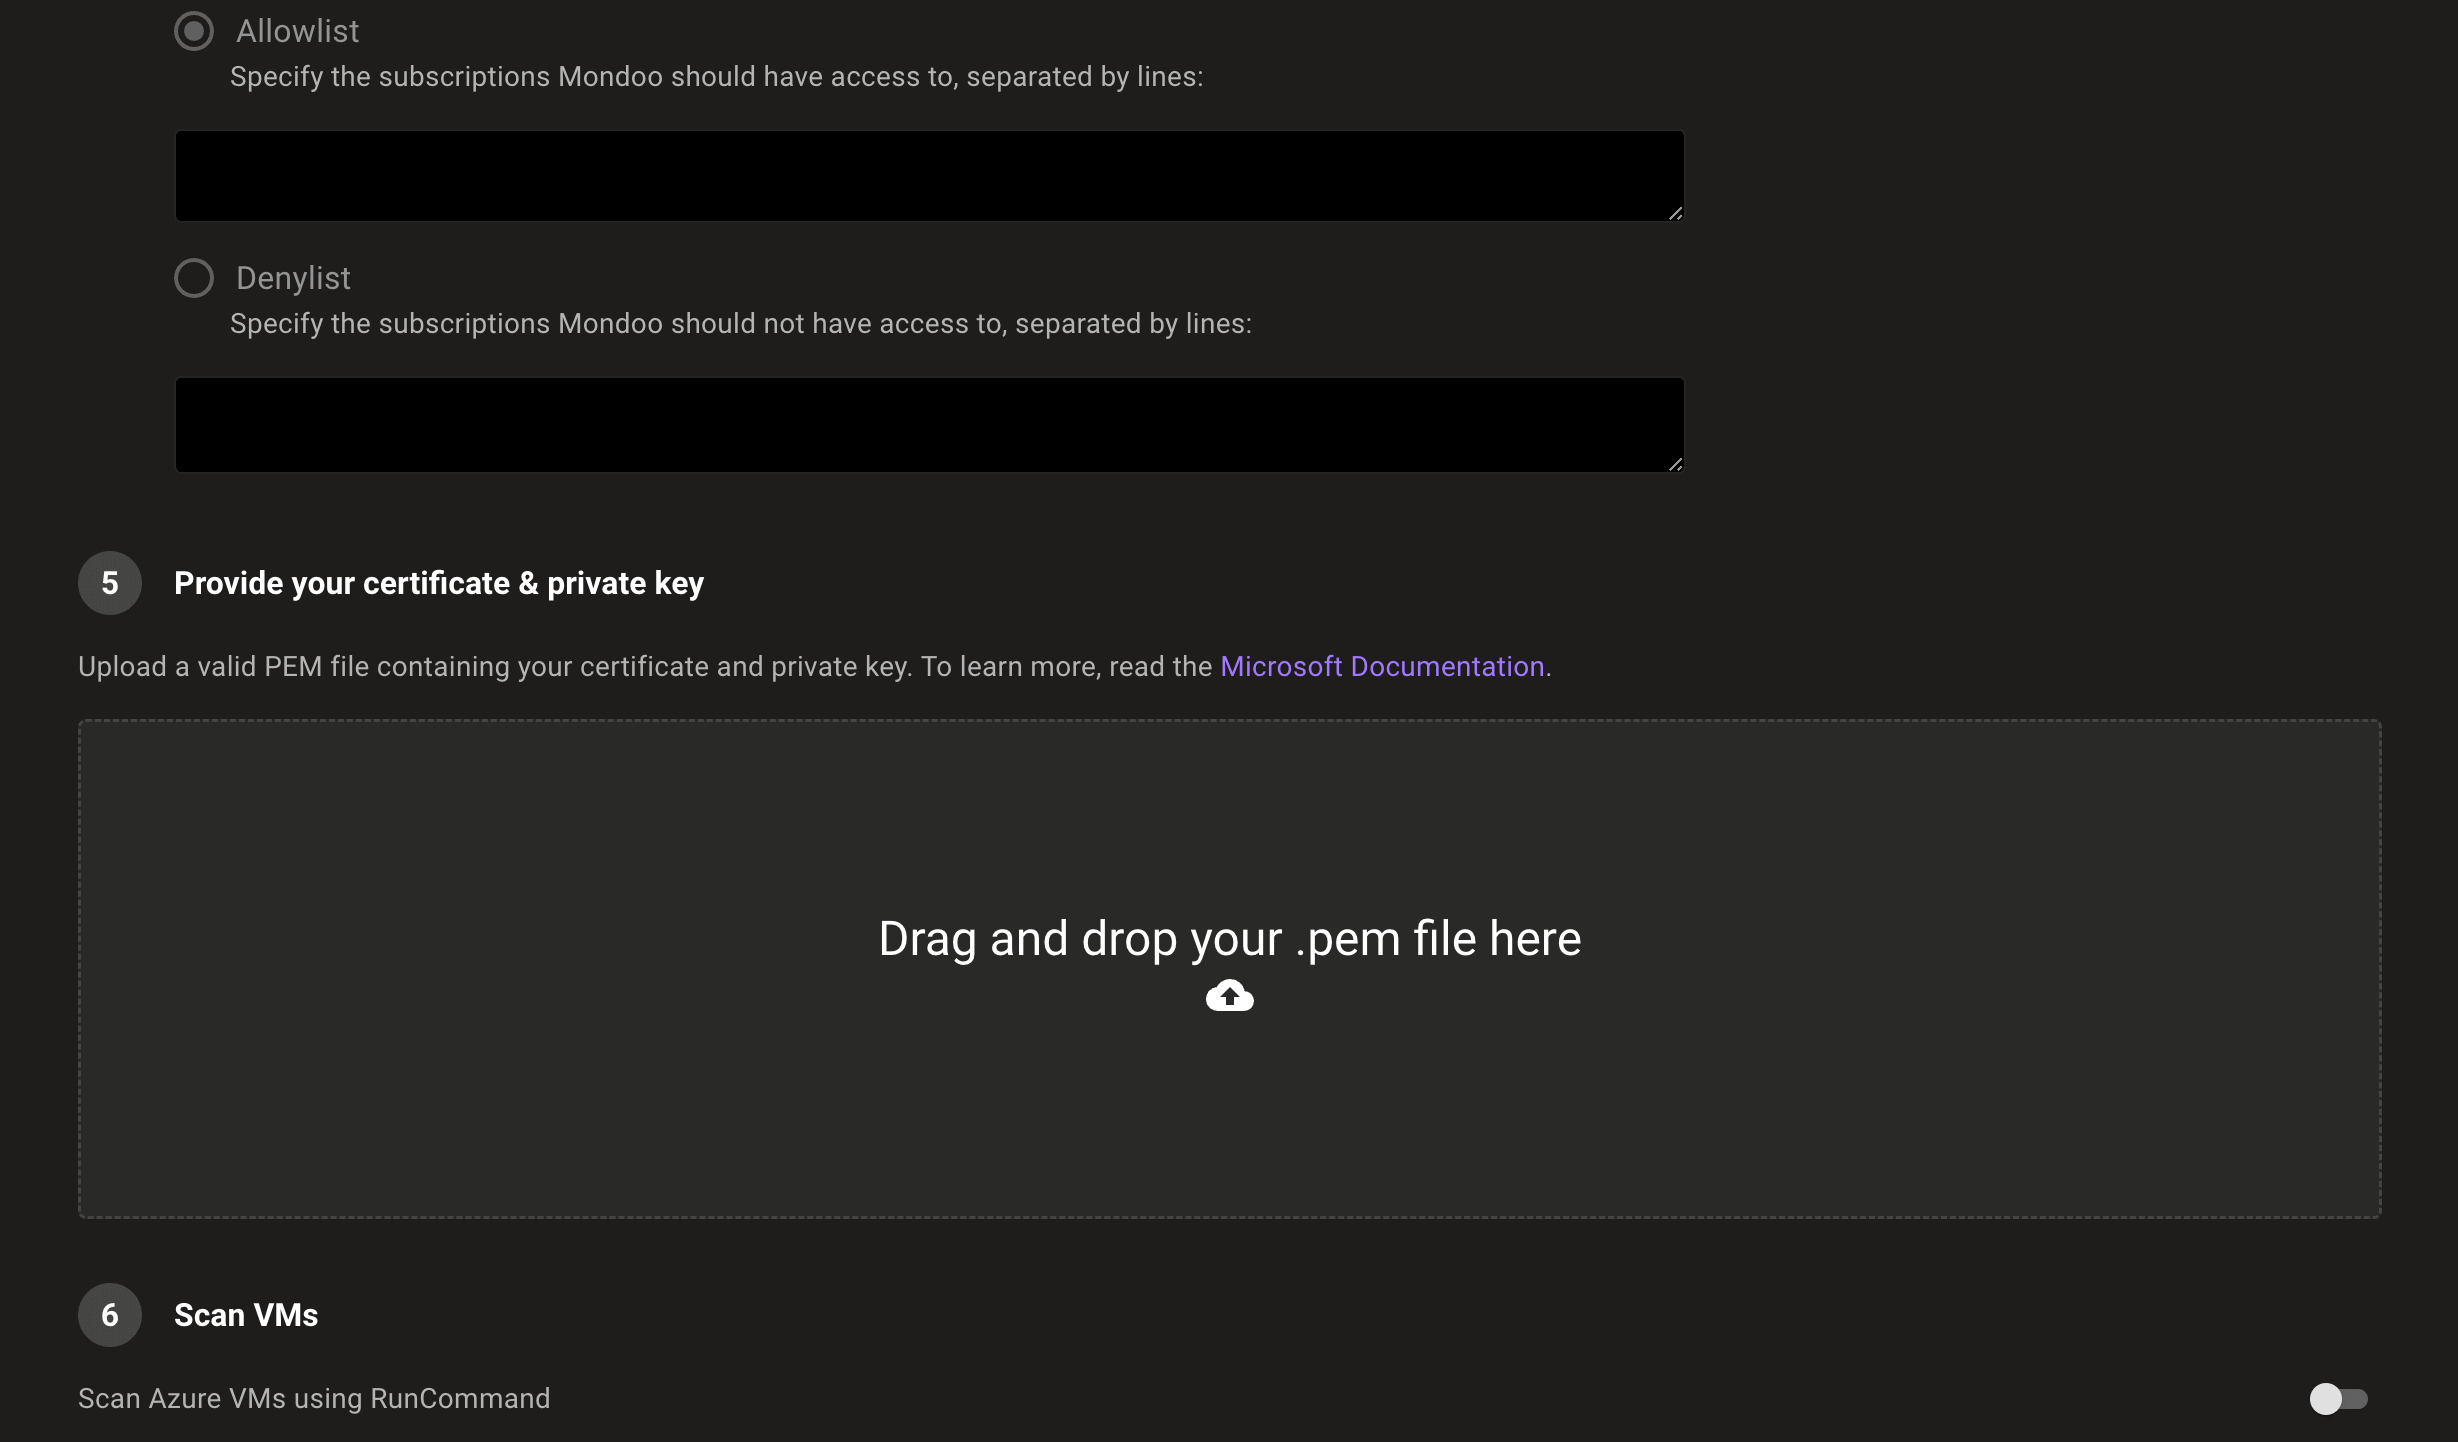 Allowlist
Specify the subscriptions Mondoo should have access to, separated by lines:
Denylist
Specify the subscriptions Mondoo should not have access to, separated by lines:
5
Provide your certificate & private key
Upload a valid PEM file containing your certificate and private key. To learn more, read the Microsoft Documentation.
Drag and drop your .pem file here
6
Scan VMs
Scan Azure VMs using RunCommand